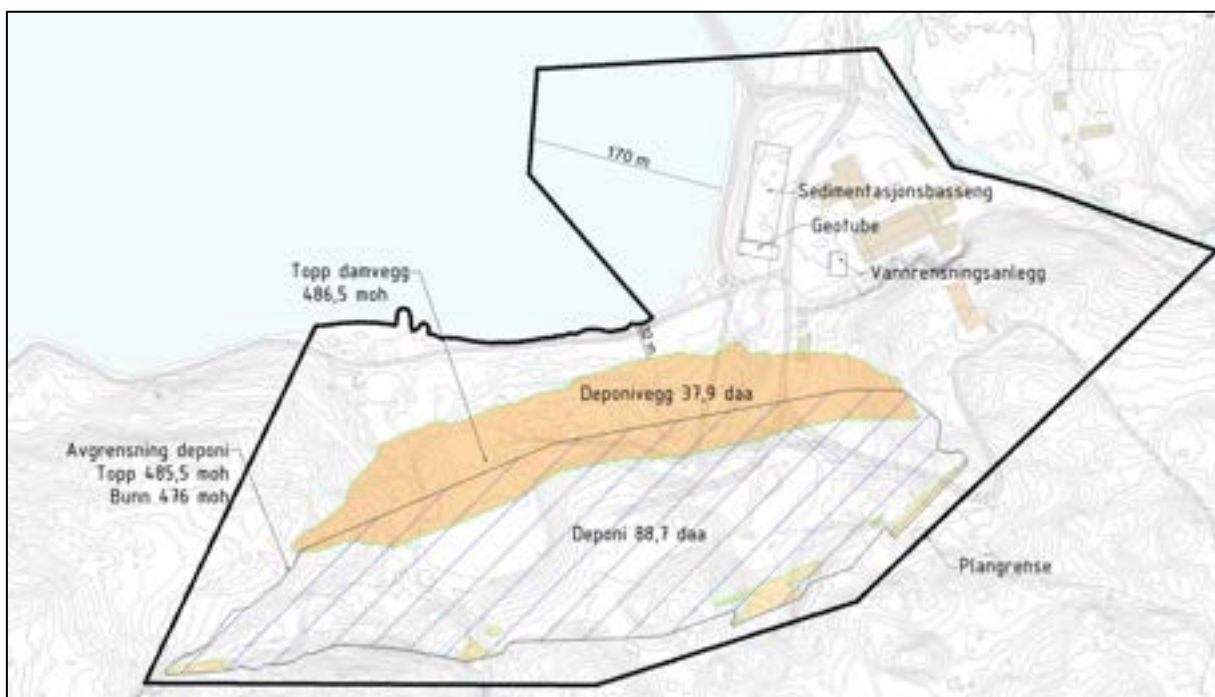 170 m
Sedimentasjonsbasseng
Geotube
Vannrensningsanlegg
Topp damvegg
486,5 moh
Deponivegg 37,9 daa
Avgrensning deponi
Topp 485,5 moh
Bunn 476 moh
Deponi 88,7 daa
Plangrense